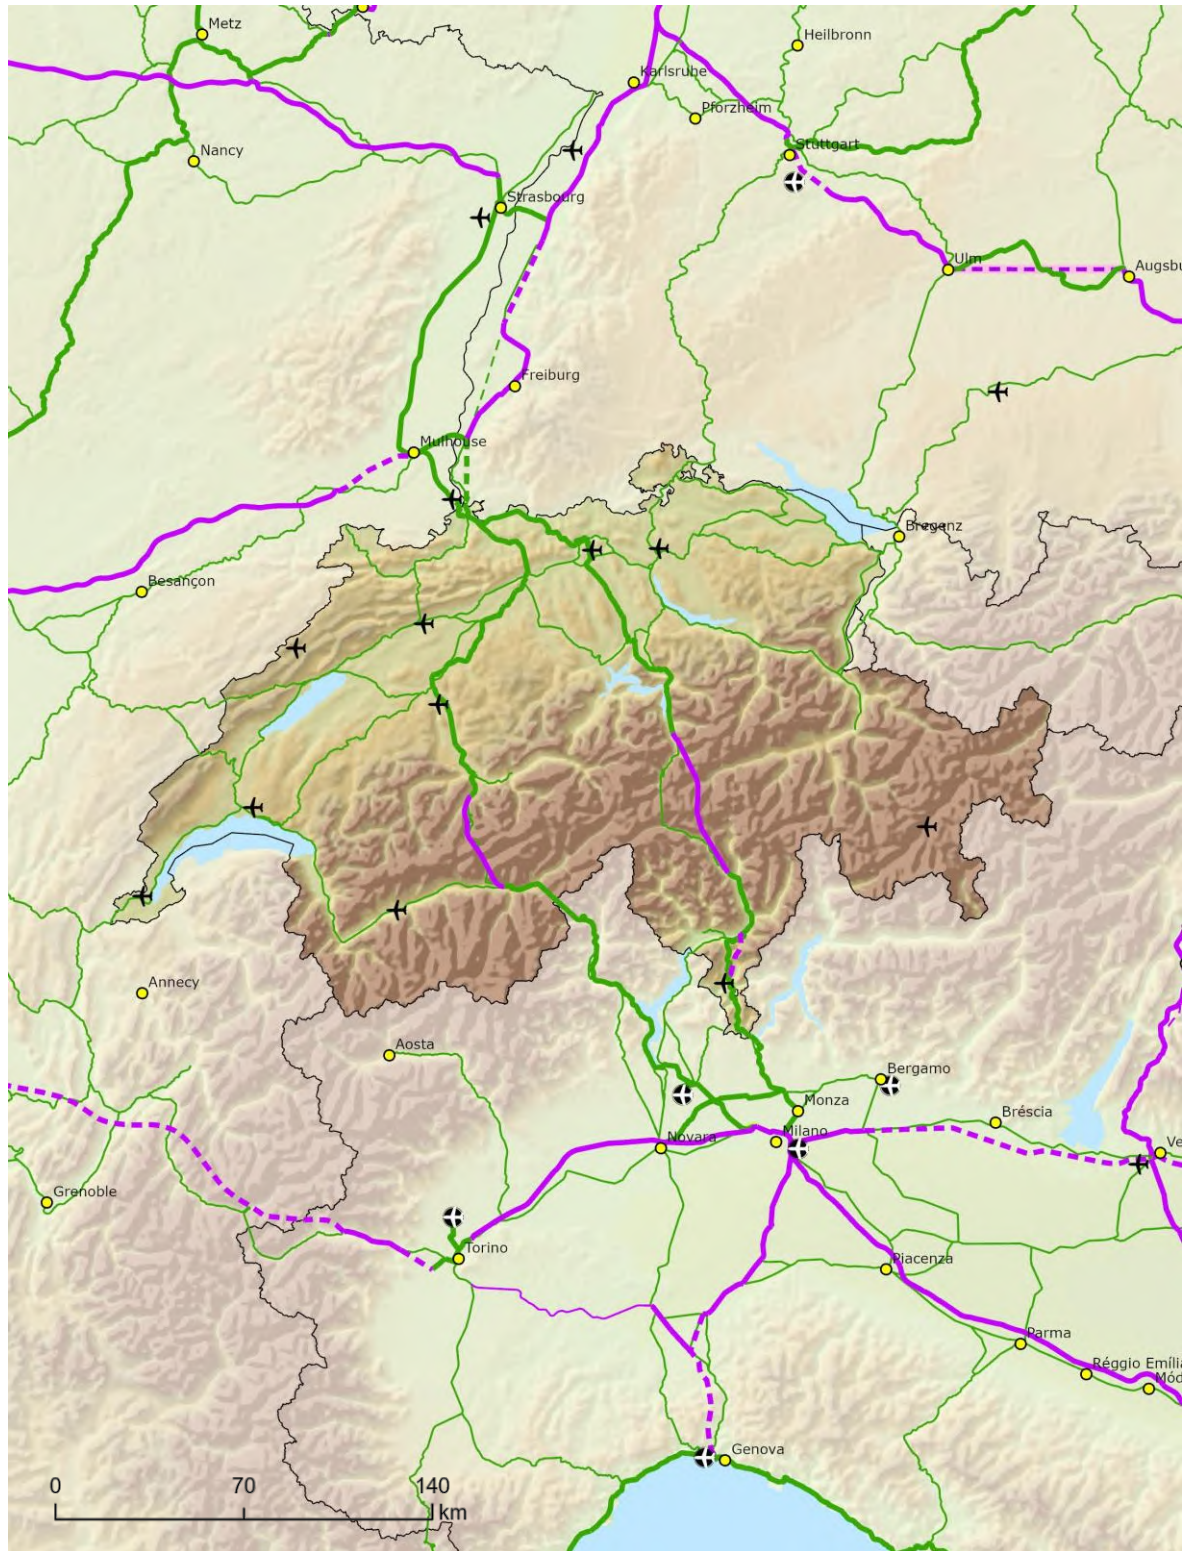 Metz
Heilbronn
Karlsruhe
Pforzheim
Stuttgart
Nancy
Strasbourg
Ulm
Augsbu
Freiburg
Mulhouse
Bregenz
Besançon
Annecy
Aosta
Bergamo
Monza
Bréscia
Milano
Novara
Ve
Grenoble
Torino
Piacenza
Parma
Réggio Emília
Mód
Genova
0 70 140
km